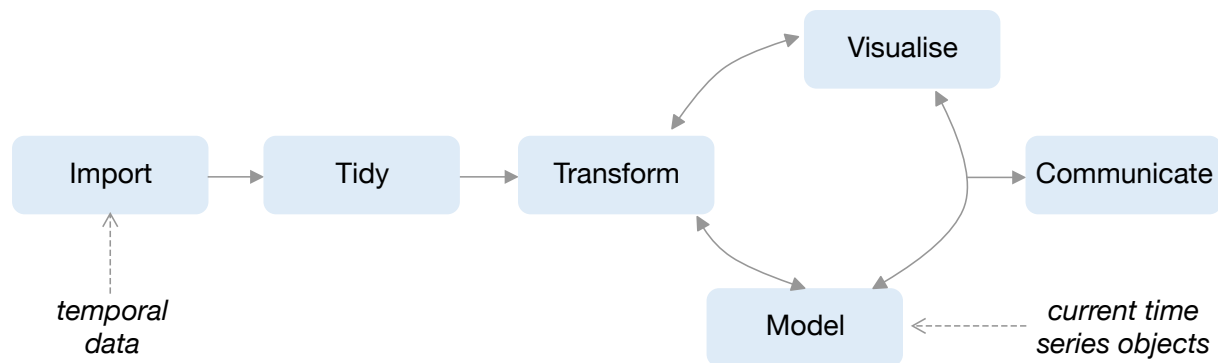 Visualise
Import
Tidy
Transform
Communicate
temporal
data
Model
current time
series objects